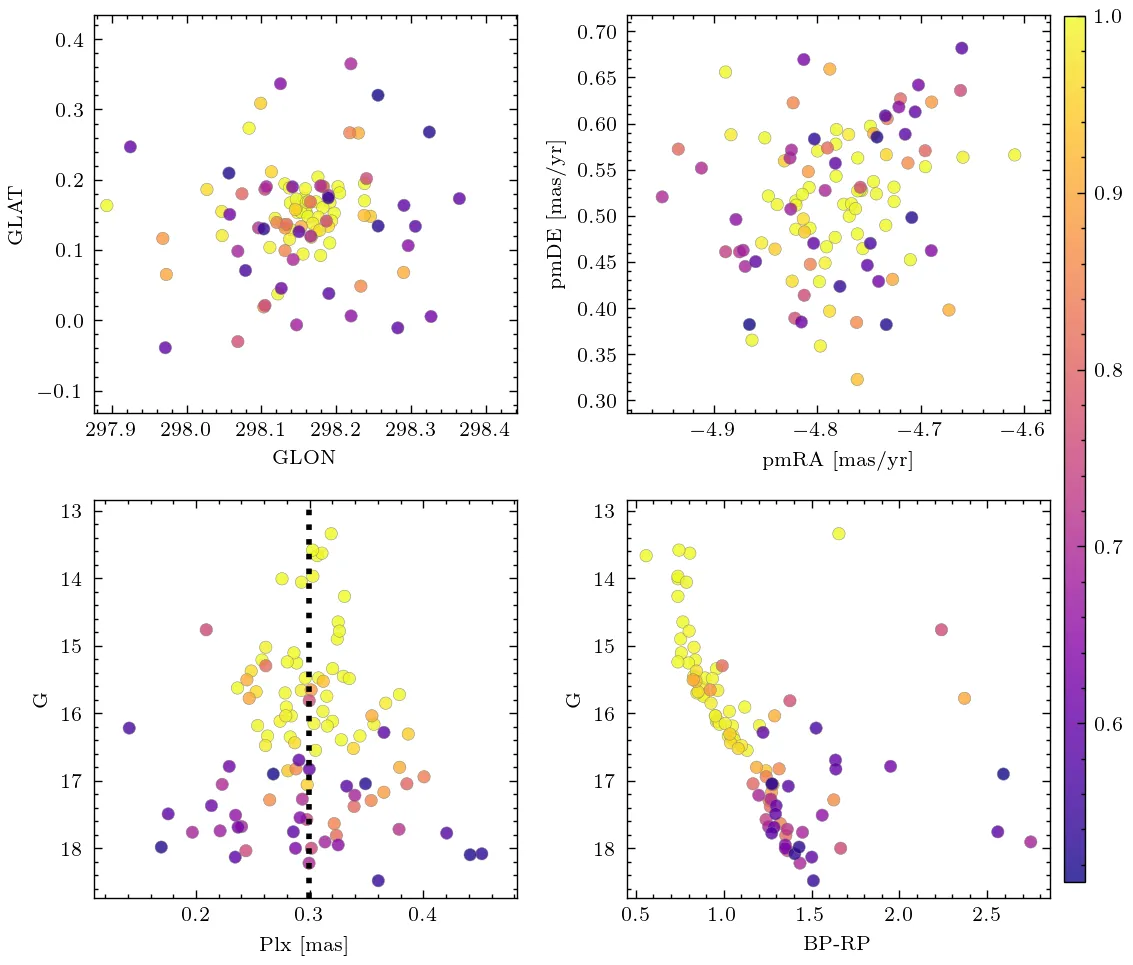 0.4
0.3
0.2
0.1
0.0
−0.1
GLAT
297.9 298.0 298.1 298.2 298.3 298.4
GLON
0.70
0.65
0.60
0.55
0.50
0.45
0.40
0.35
0.30
pmDE [mas/yr]
−4.9 −4.8 −4.7 −4.6
pmRA [mas/yr]
1.0
0.9
0.8
0.7
0.6
13
14
15
16
17
18
G
0.2 0.3 0.4
Plx [mas]
13
14
15
16
17
18
G
0.5 1.0 1.5 2.0 2.5
BP-RP